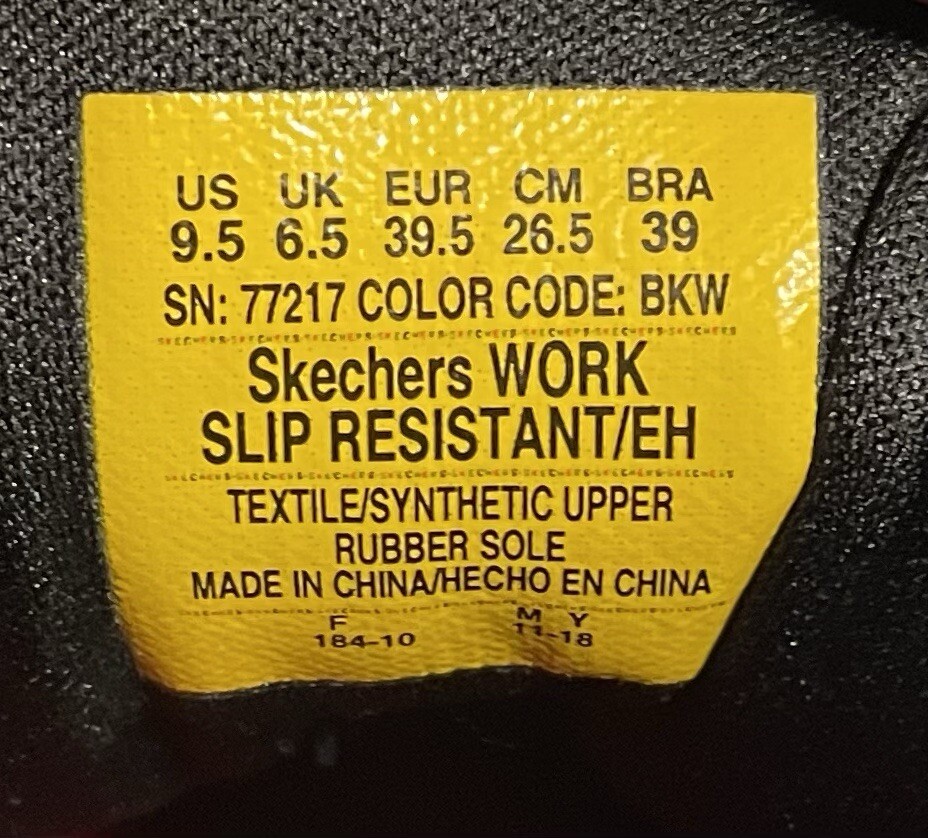 US UK EUR CM BRA
9.5 6.5 39.5 26.5 39
SN: 77217 COLOR CODE: BKW
Skechers WORK
SLIP RESISTANT/EH
TEXTILE/SYNTHETIC UPPER
RUBBER SOLE
MADE IN CHINA/HECHO EN CHINA
F M Y
184-10 11-18